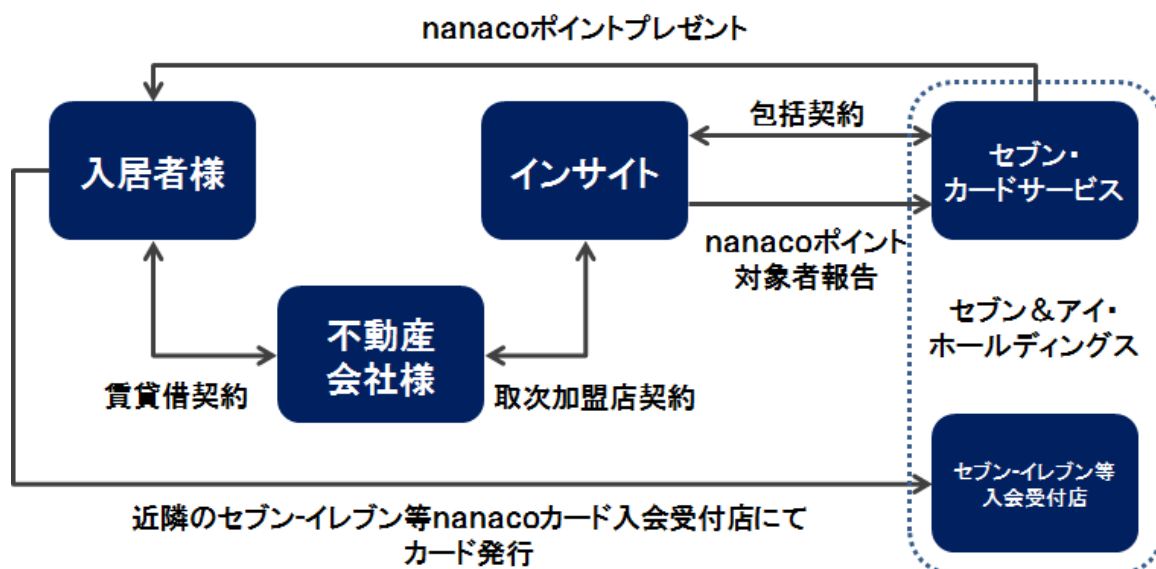 nanacoポイントプレゼント
入居者様
インサイト
包括契約
セブン・
カードサービス
nanacoポイント
対象者報告
不動産
会社様
セブン＆アイ・
ホールディングス
賃貸借契約
取次加盟店契約
セブン-イレブン等
入会受付店
近隣のセブン-イレブン等nanacoカード入会受付店にて
カード発行